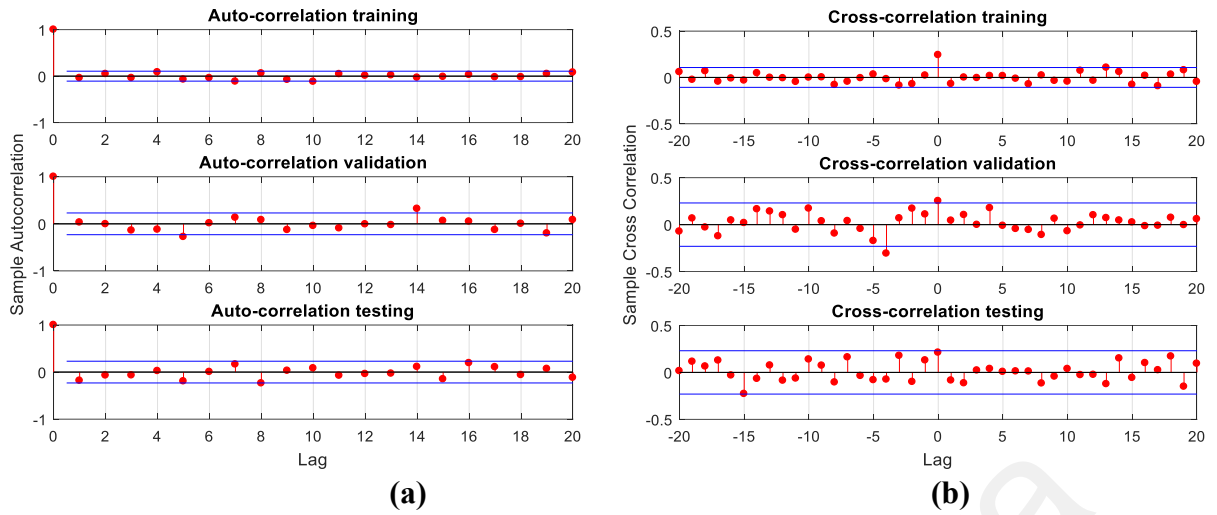 Auto-correlation training
1
0
-1
0 2 4 6 8 10 12 14 16 18 20
Auto-correlation validation
1
0
-1
0 2 4 6 8 10 12 14 16 18 20
Auto-correlation testing
1
0
-1
0 2 4 6 8 10 12 14 16 18 20
Sample Autocorrelation
Lag
(a)
Cross-correlation training
0.5
0
-0.5
-20 -15 -10 -5 0 5 10 15 20
Cross-correlation validation
0.5
0
-0.5
-20 -15 -10 -5 0 5 10 15 20
Cross-correlation testing
0.5
0
-0.5
-20 -15 -10 -5 0 5 10 15 20
Sample Cross Correlation
Lag
(b)